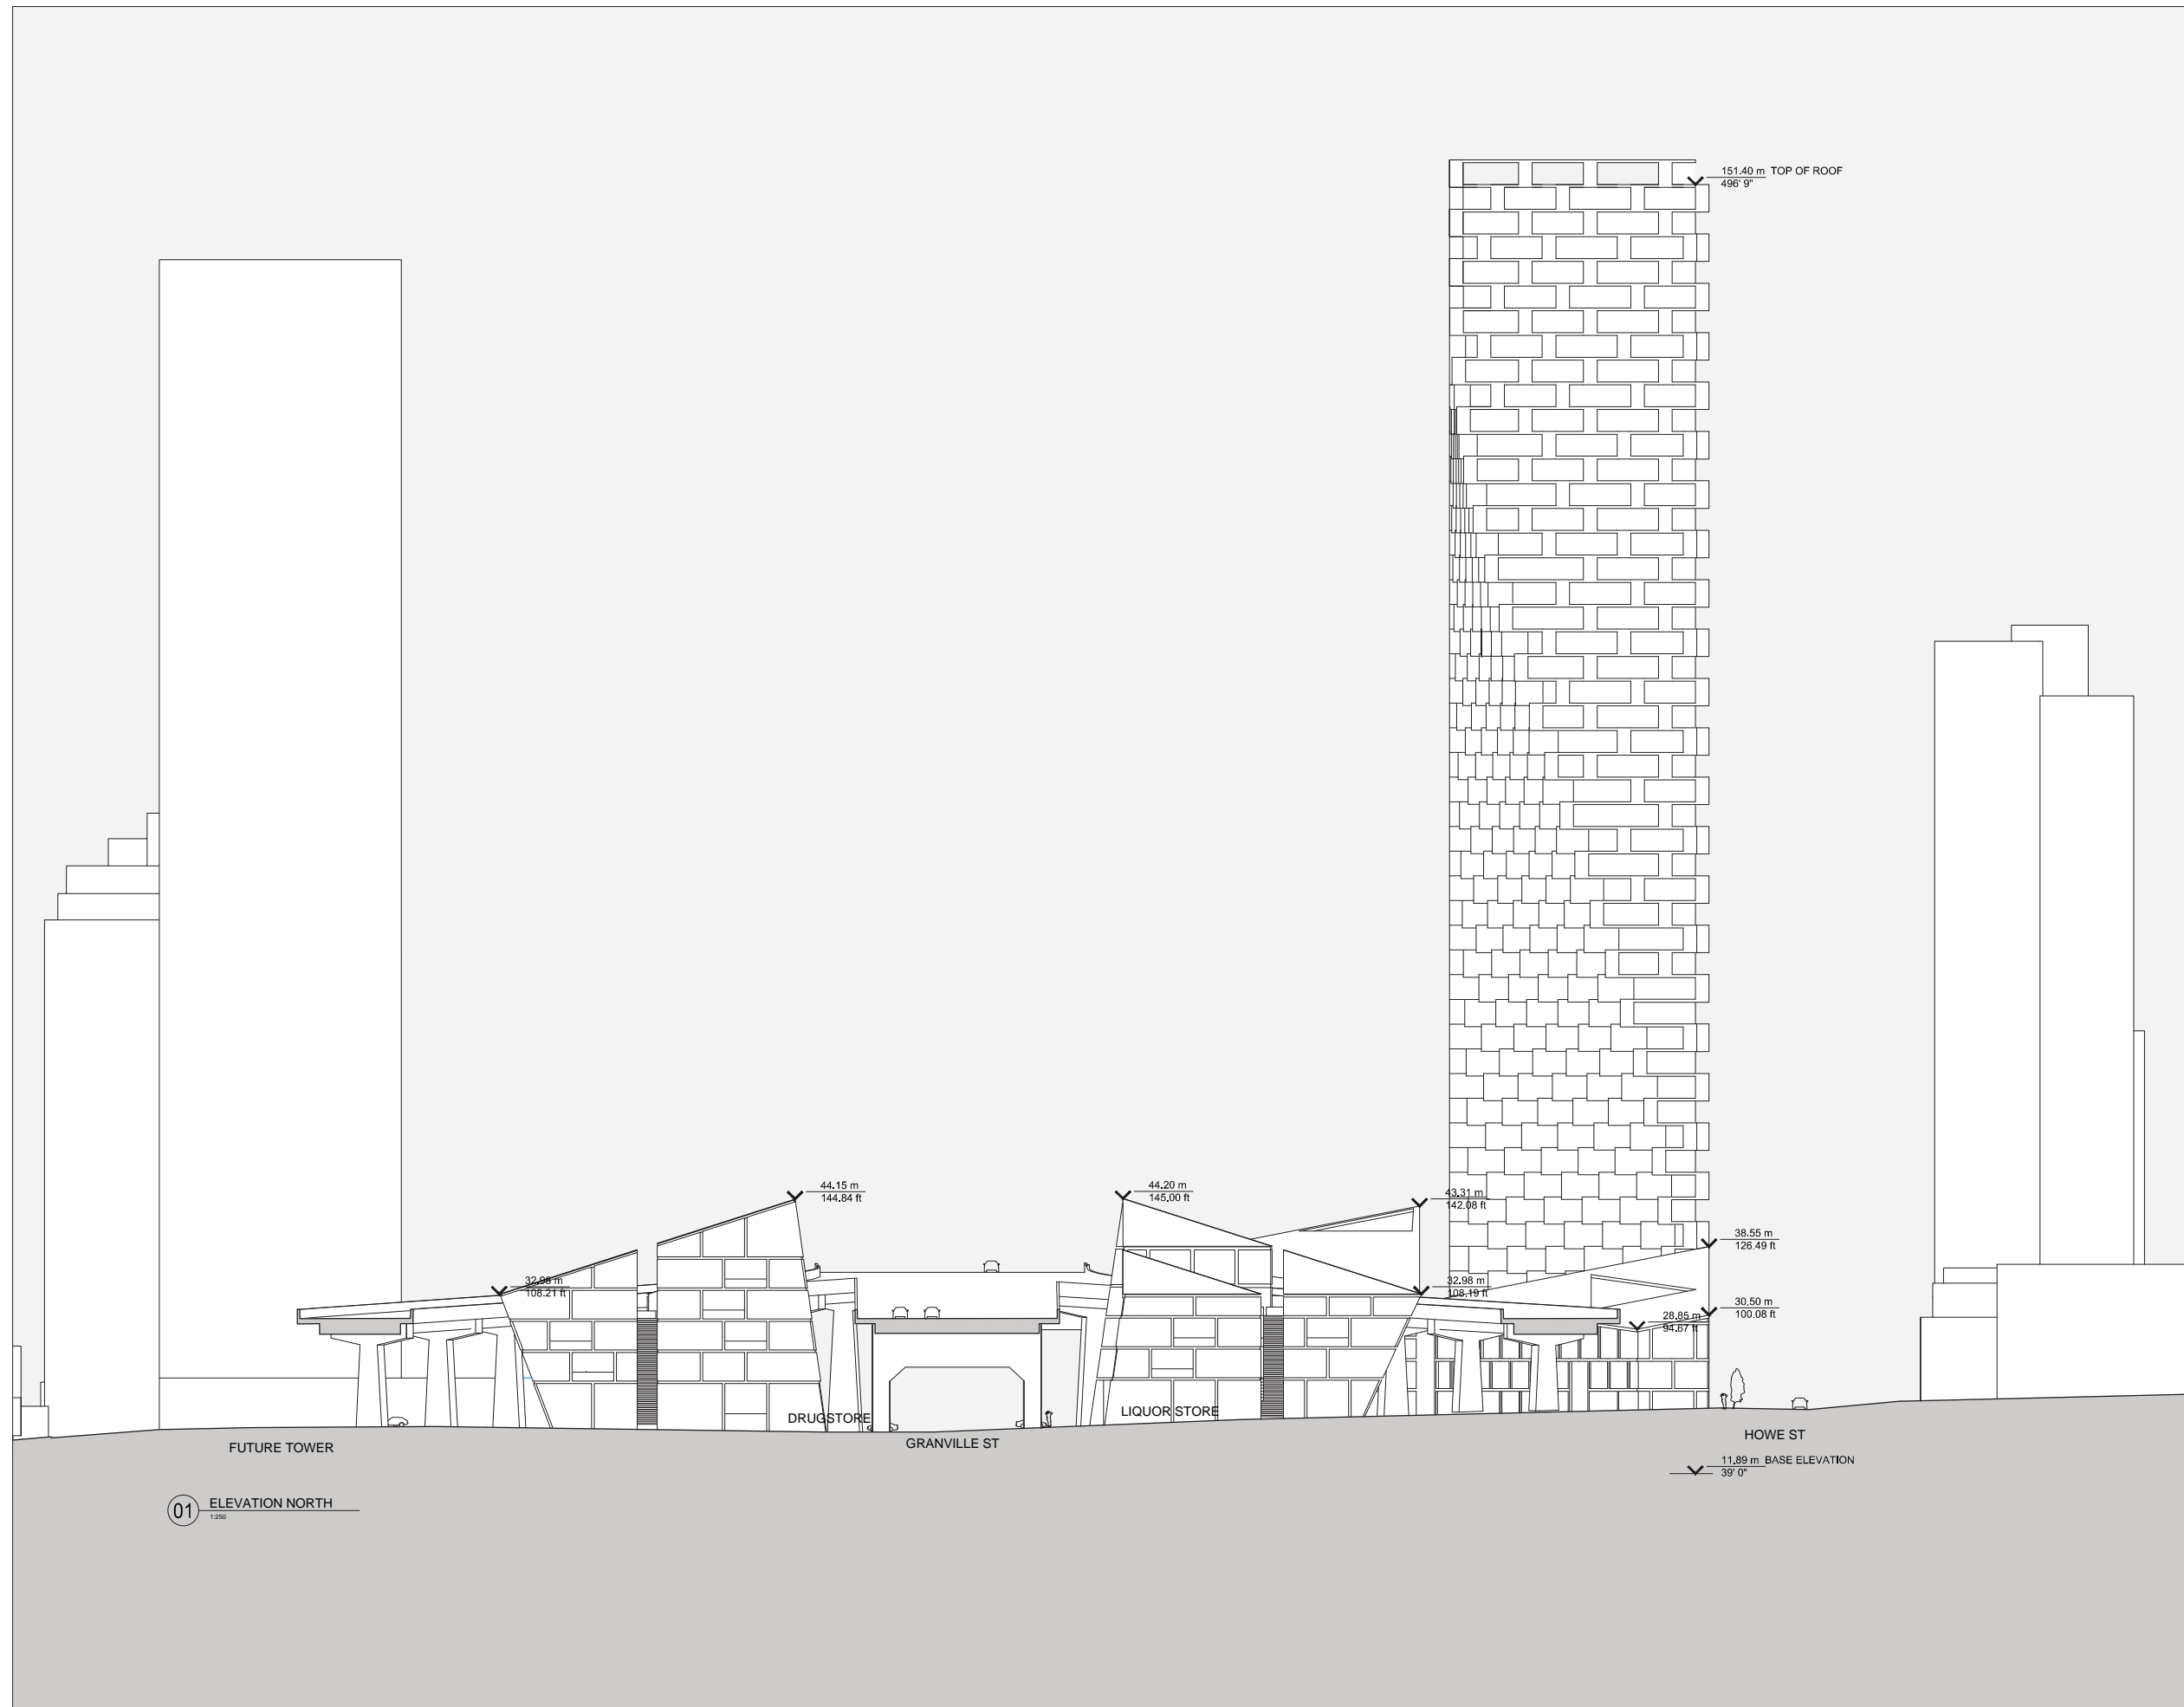 151.40 m TOP OF ROOF
496' 9"
44.15 m
144.84 ft
44.20 m
145.00 ft
43.31 m
142.08 ft
38.55 m
126.49 ft
32.98 m
108.21 ft
32.98 m
108.19 ft
30.50 m
100.08 ft
28.85 m
94.67 ft
DRUGSTORE
LIQUOR STORE
FUTURE TOWER
GRANVILLE ST
HOWE ST
11.89 m BASE ELEVATION
39' 0"
01 ELEVATION NORTH
1:250